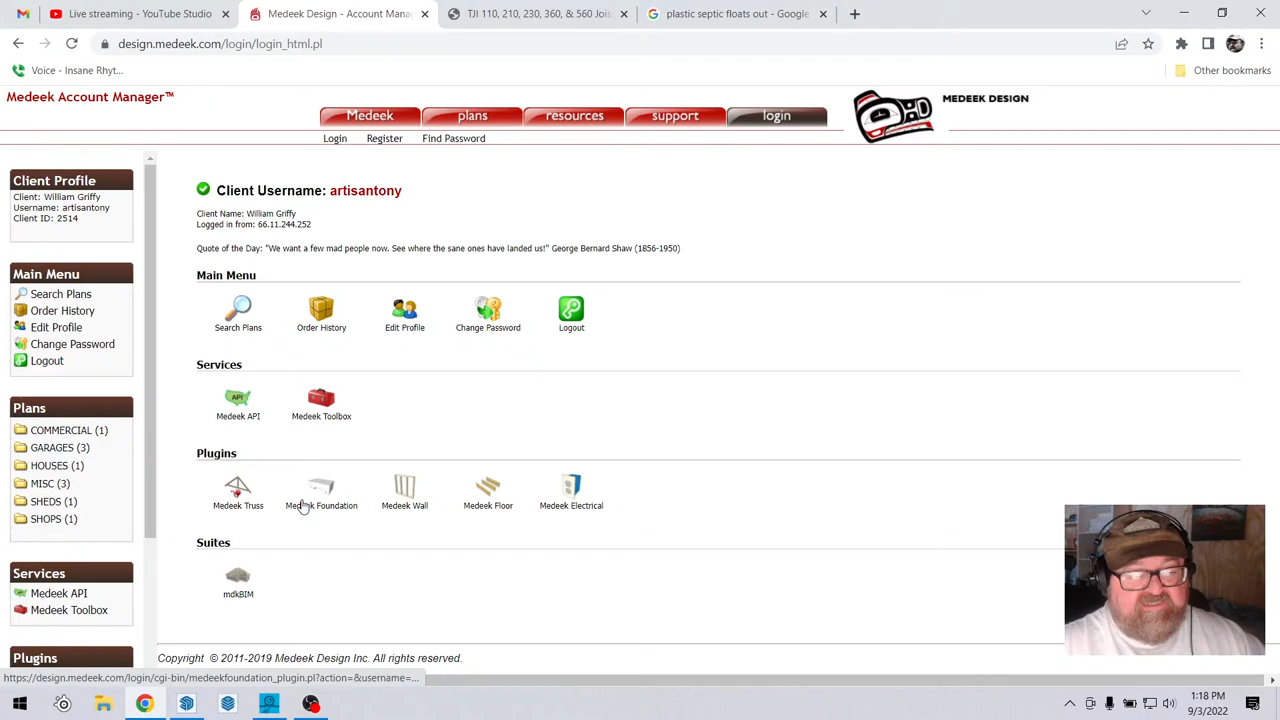 Live streaming - YouTube Studio
Medeek Design - Account Mana
TJI 110, 210, 230, 360, & 560 Jois
plastic septic floats out - Google
design.medeek.com/login/login_html.pl
Voice - Insane Rhyt...
Other bookmarks
Medeek Account Manager™
Medeek
plans
resources
support
login
MEDEEK DESIGN
Login
Register
Find Password
Client Profile
Client: William Griffy
Username: artisantony
Client ID: 2514
Main Menu
Search Plans
Order History
Edit Profile
Change Password
Logout
Plans
COMMERCIAL (1)
GARAGES (3)
HOUSES (1)
MISC (3)
SHEDS (1)
SHOPS (1)
Services
Medeek API
Medeek Toolbox
Plugins
Client Username: artisantony
Client Name: William Griffy
Logged in from: 66.11.244.252
Quote of the Day: "We want a few mad people now. See where the sane ones have landed us!" George Bernard Shaw (1856-1950)
Main Menu
Search Plans
Order History
Edit Profile
Change Password
Logout
Services
API
Medeek API
Medeek Toolbox
Plugins
Medeek Truss
Medeek Foundation
Medeek Wall
Medeek Floor
Medeek Electrical
Suites
mdkBIM
Copyright © 2011-2019 Medeek Design Inc. All rights reserved.
https://design.medeek.com/login/cgi-bin/medeekfoundation_plugin.pl?action=&username=...
1:18 PM
9/3/2022